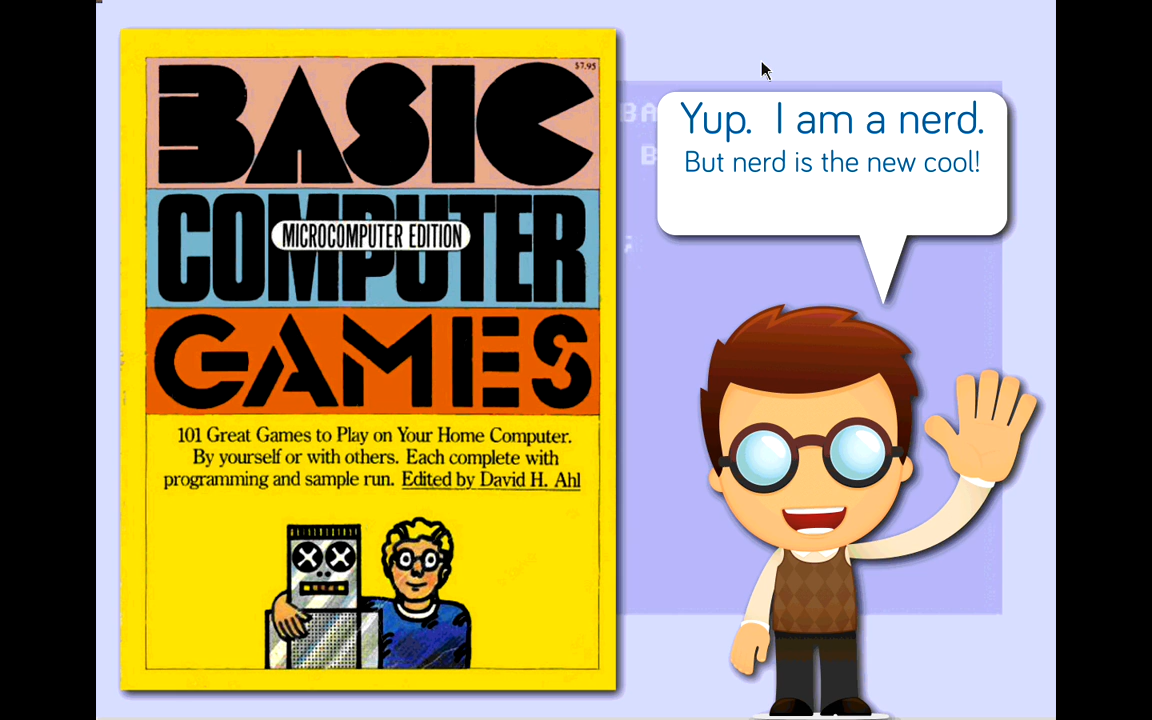 $7.95
BASIC
COMPUTER
MICROCOMPUTER EDITION
GAMES
101 Great Games to Play on Your Home Computer.
By yourself or with others. Each complete with
programming and sample run. Edited by David H. Ahl
Yup. I am a nerd.
But nerd is the new cool!